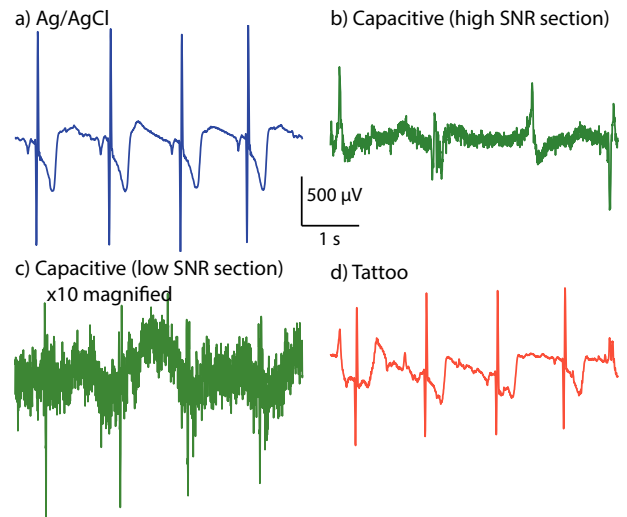 a) Ag/AgCl
b) Capacitive (high SNR section)
500 µV
1 s
c) Capacitive (low SNR section)
x10 magnified
d) Tattoo